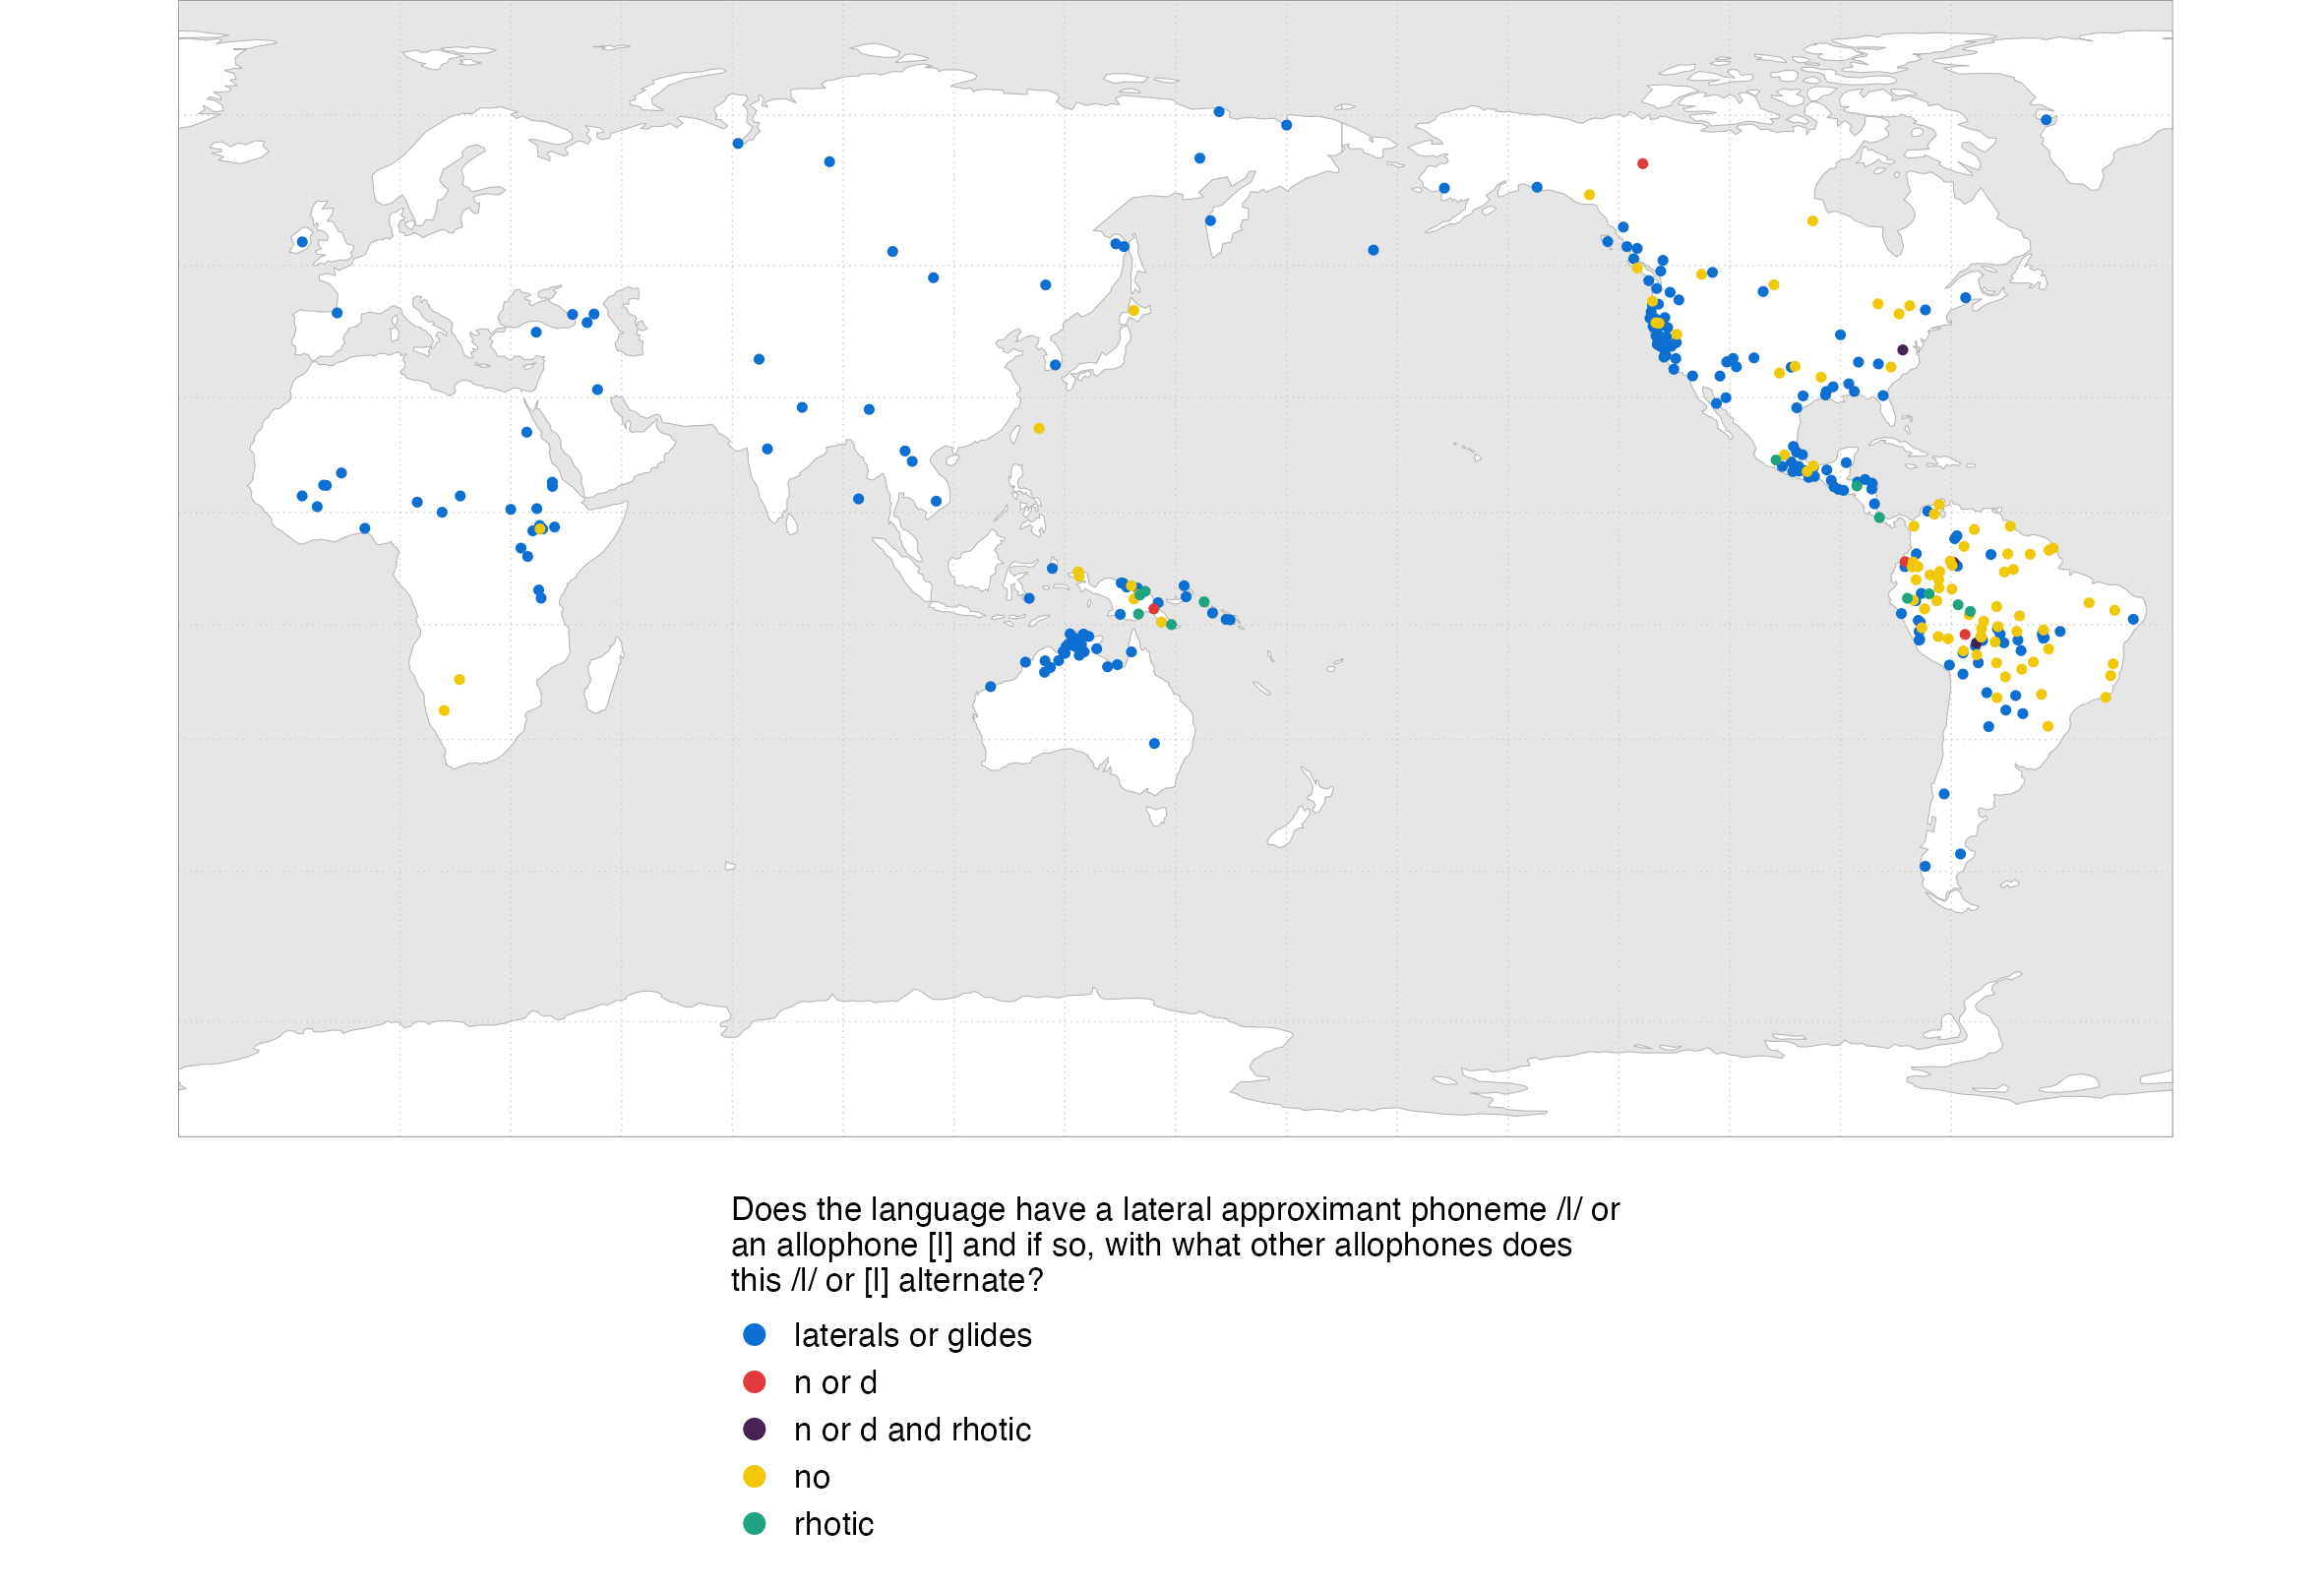 Does the language have a lateral approximant phoneme /l/ or
an allophone [l] and if so, with what other allophones does
this /l/ or [l] alternate?
laterals or glides
n or d
n or d and rhotic
no
rhotic